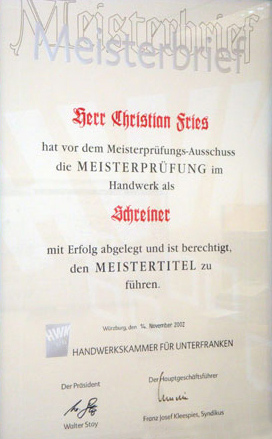 Meisterbrief
Meisterbrief
Herr Christian Fries
hat vor dem Meisterprüfungs-Ausschuss
die MEISTERPRÜFUNG im
Handwerk als
Schreiner
mit Erfolg abgelegt und ist berechtigt,
den MEISTERTITEL zu
führen.
Würzburg, den 14. November 2002
HWK
HANDWERKSKAMMER FÜR UNTERFRANKEN
Der Präsident
Der Hauptgeschäftsführer
Walter Stoy
Franz Josef Kleespies, Syndikus